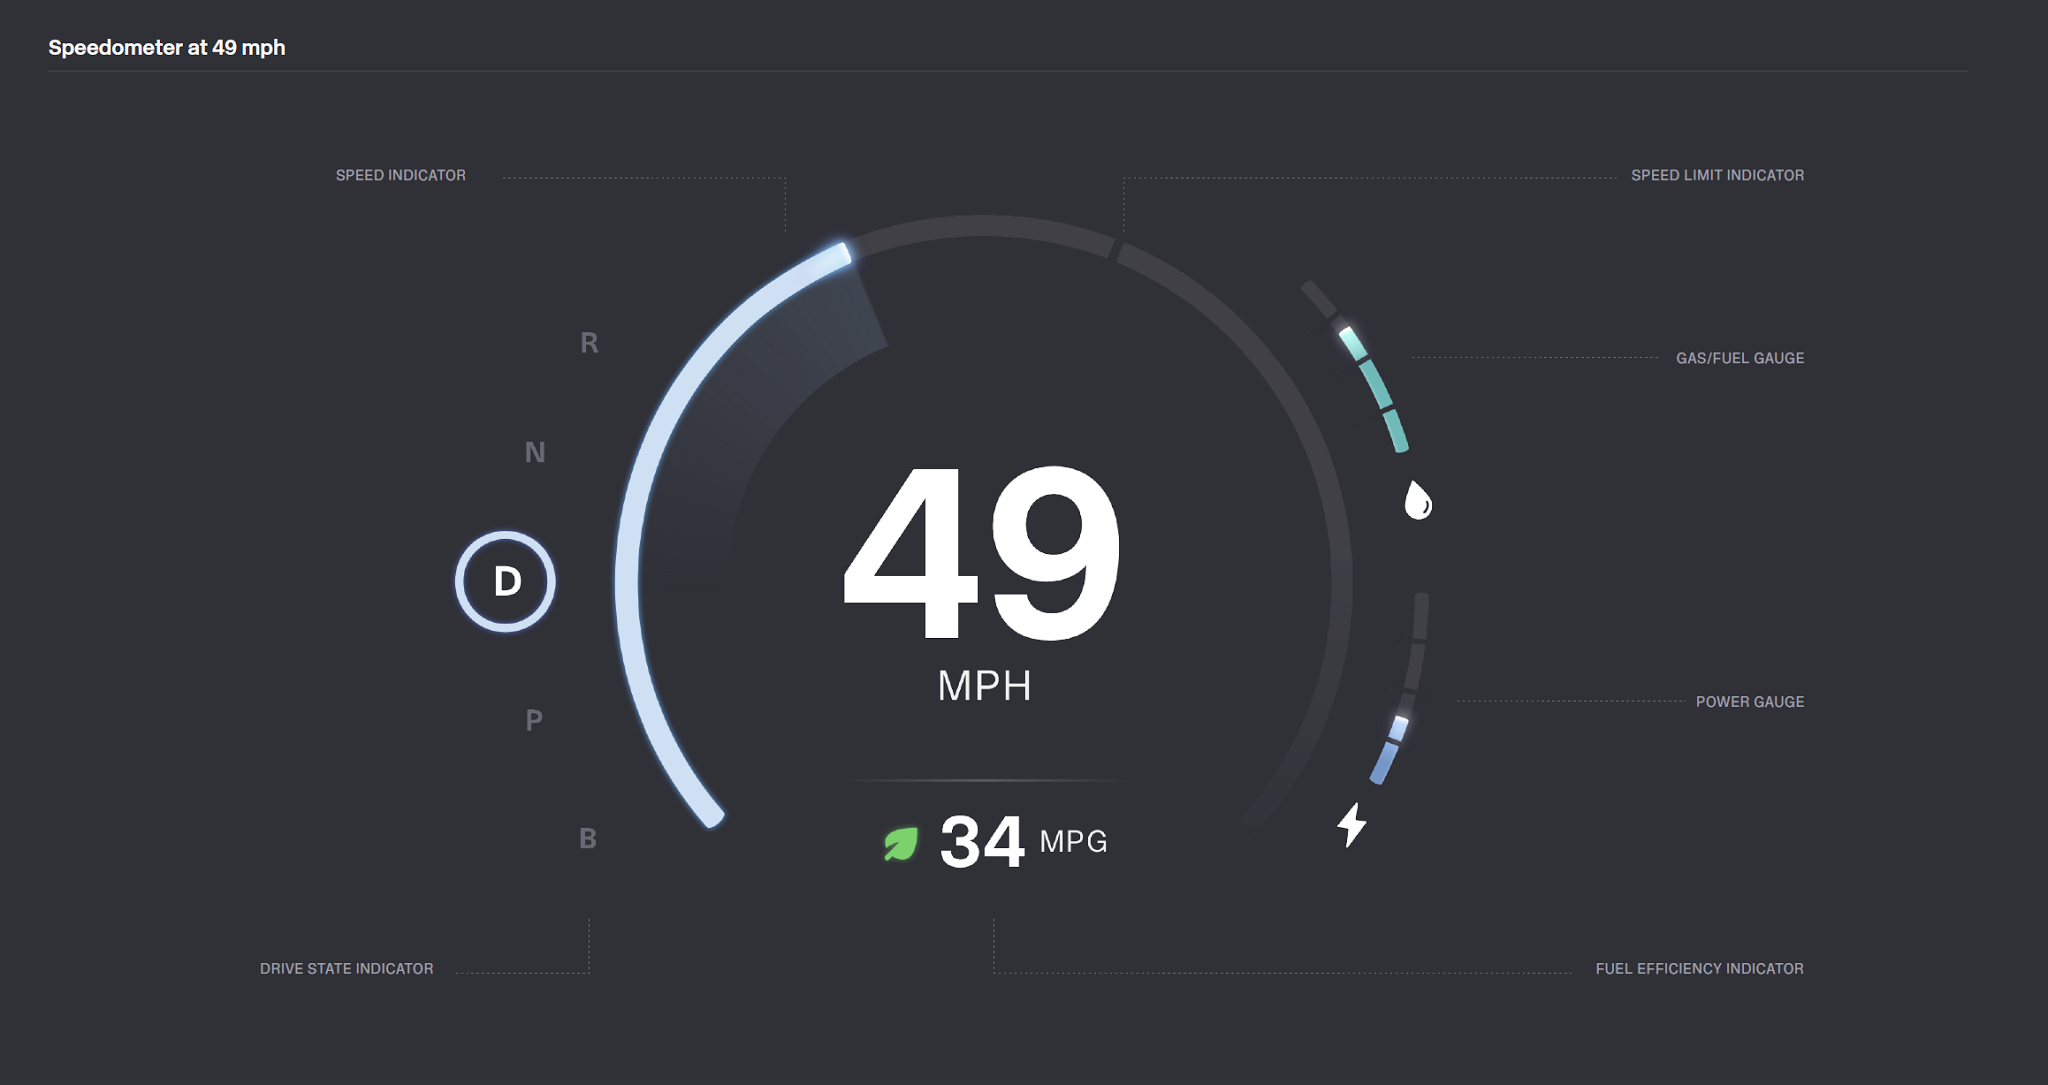 Speedometer at 49 mph
SPEED INDICATOR
SPEED LIMIT INDICATOR
R
GAS/FUEL GAUGE
N
49
D
MPH
POWER GAUGE
P
B
34 MPG
DRIVE STATE INDICATOR
FUEL EFFICIENCY INDICATOR